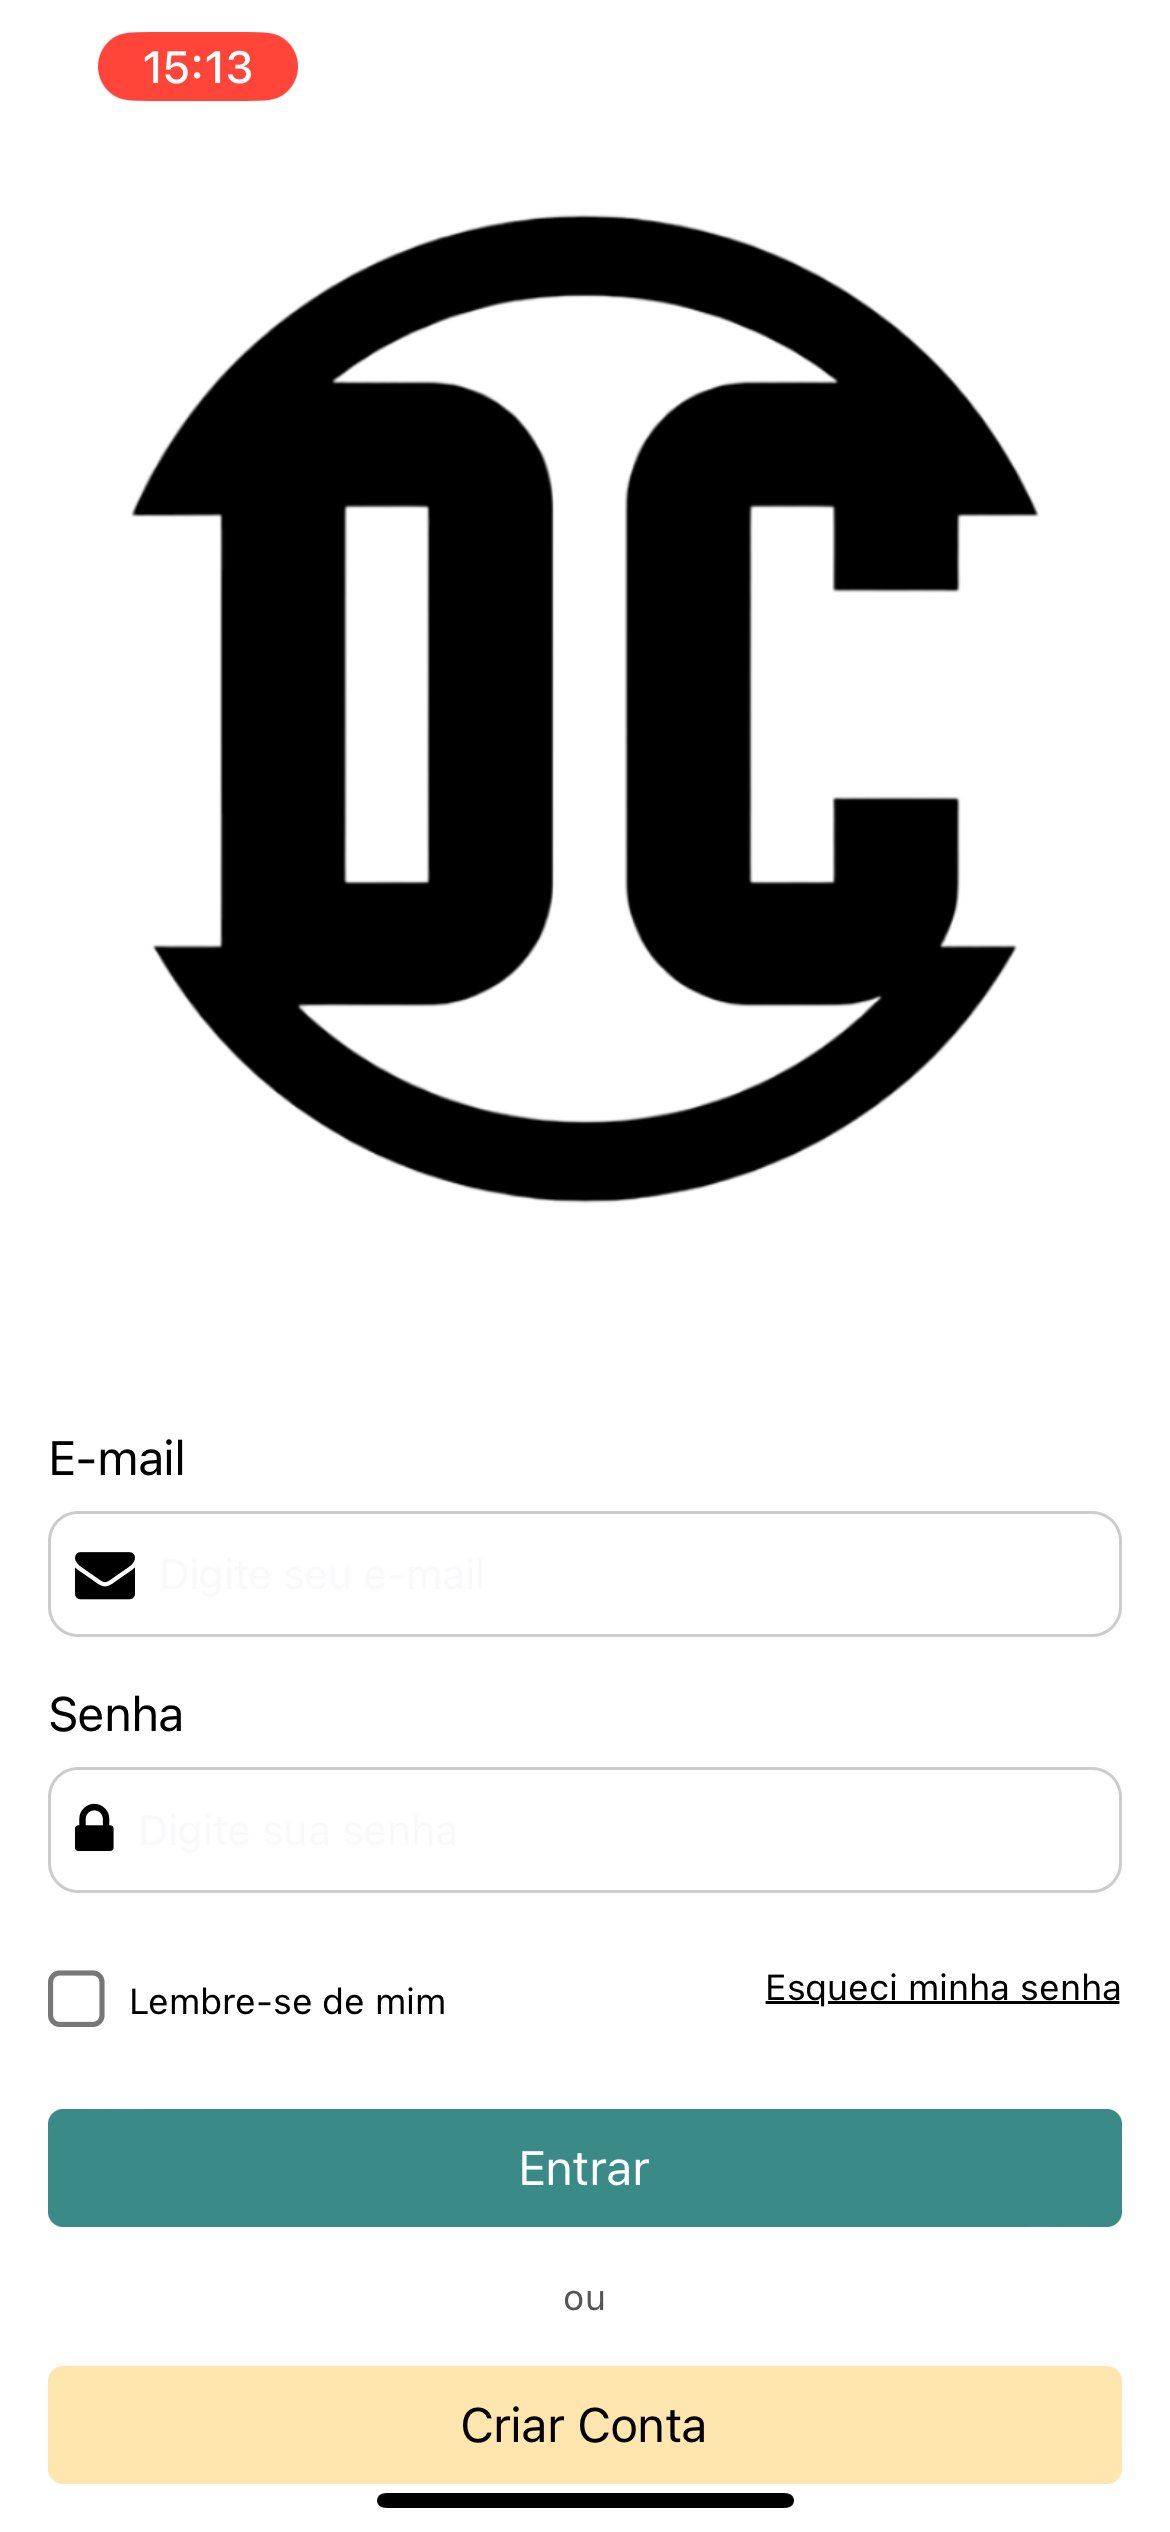 15:13
DC
E-mail
Digite seu e-mail
Senha
Digite sua senha
Lembre-se de mim
Esqueci minha senha
Entrar
ou
Criar Conta